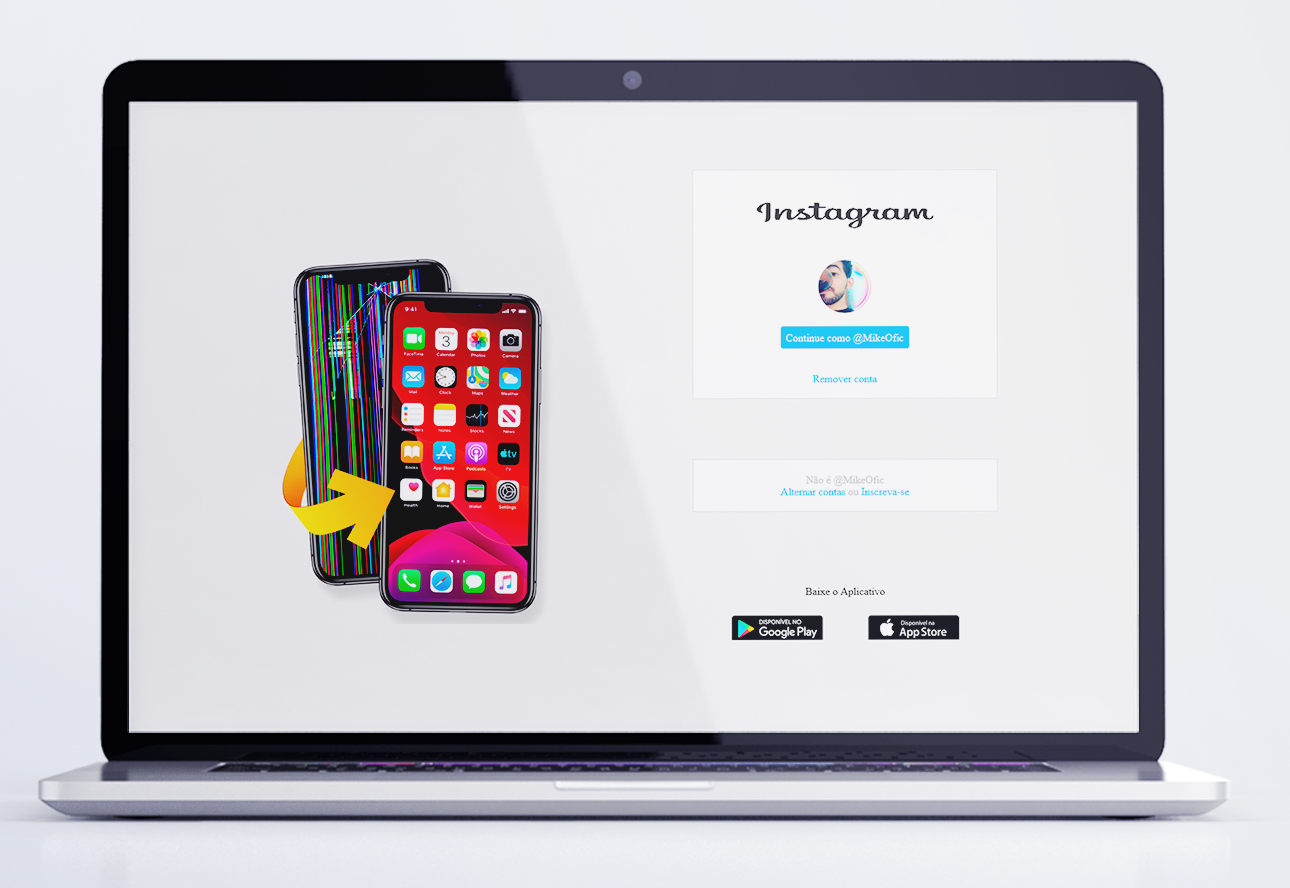 Instagram
Continue como @MikeOfic
Remover conta
Não é @MikeOfic
Alternar contas ou Inscreva-se
Baixe o Aplicativo
DISPONÍVEL NO
Google Play
Disponível na
App Store
9:41
Monday
3
FaceTime Calendar Photos Camera
Mail Clock Maps Weather
Reminders Notes Stocks News
tv
Books App Store Podcasts TV
Health Home Wallet Settings